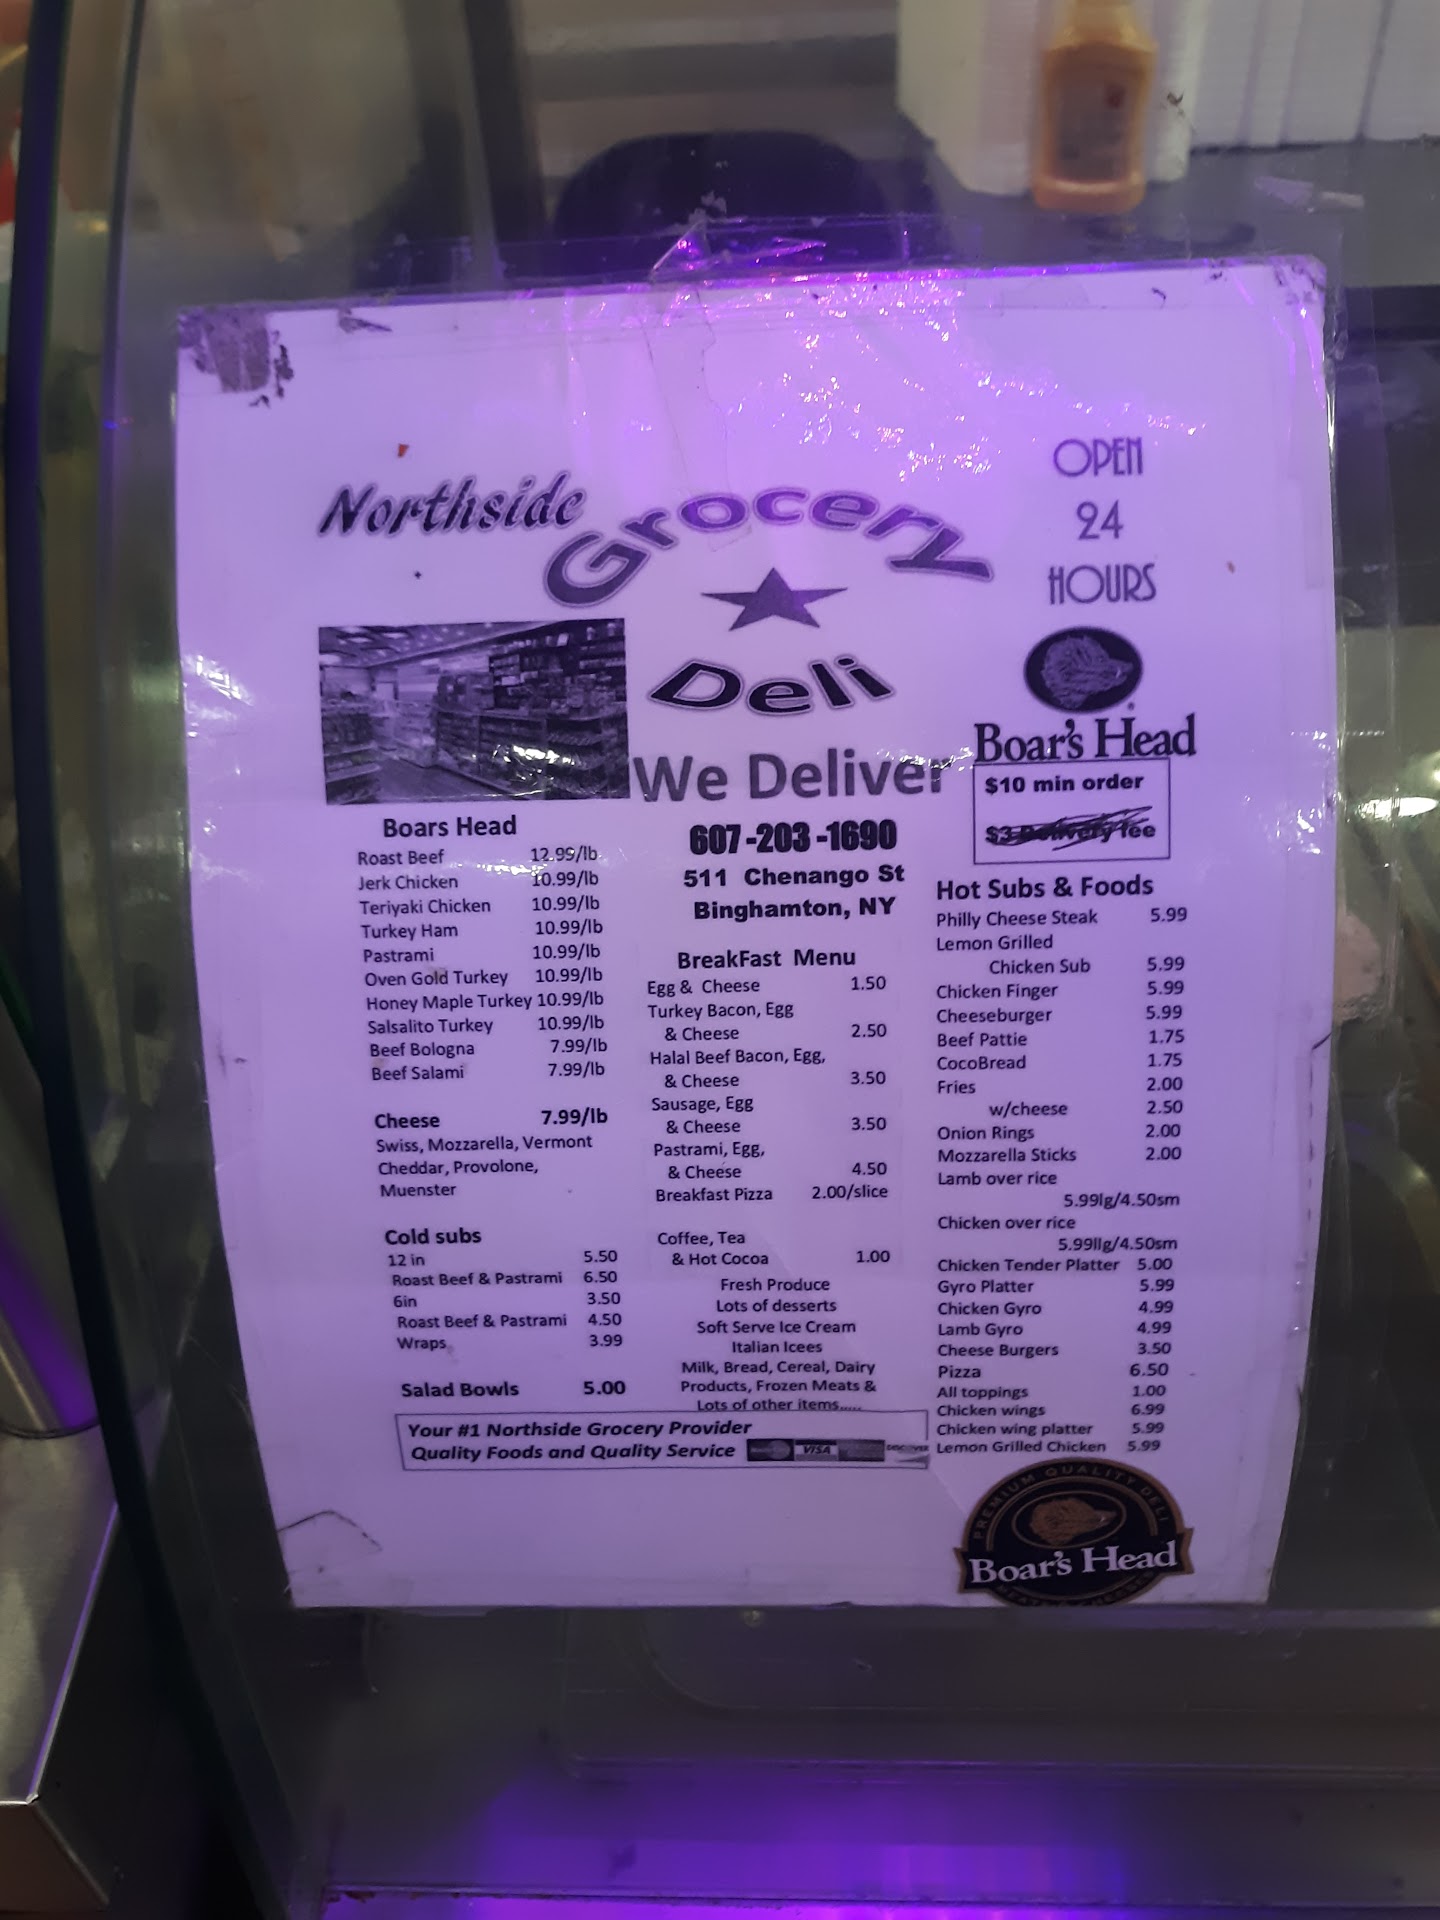 Northside
Grocery
Deli
OPEN
24
HOURS
Boar's Head
We Deliver
$10 min order
$3 Delivery fee
607-203-1690
511 Chenango St
Binghamton, NY
Boars Head
Roast Beef 12.99/lb
Jerk Chicken 10.99/lb
Teriyaki Chicken 10.99/lb
Turkey Ham 10.99/lb
Pastrami 10.99/lb
Oven Gold Turkey 10.99/lb
Honey Maple Turkey 10.99/lb
Salsalito Turkey 10.99/lb
Beef Bologna 7.99/lb
Beef Salami 7.99/lb
Cheese 7.99/lb
Swiss, Mozzarella, Vermont
Cheddar, Provolone,
Muenster
Cold subs
12 in 5.50
Roast Beef & Pastrami 6.50
6in 3.50
Roast Beef & Pastrami 4.50
Wraps 3.99
Salad Bowls 5.00
BreakFast Menu
Egg & Cheese 1.50
Turkey Bacon, Egg
& Cheese 2.50
Halal Beef Bacon, Egg,
& Cheese 3.50
Sausage, Egg
& Cheese 3.50
Pastrami, Egg,
& Cheese 4.50
Breakfast Pizza 2.00/slice
Coffee, Tea
& Hot Cocoa 1.00
Fresh Produce
Lots of desserts
Soft Serve Ice Cream
Italian Icees
Milk, Bread, Cereal, Dairy
Products, Frozen Meats &
Lots of other items.....
Hot Subs & Foods
Philly Cheese Steak 5.99
Lemon Grilled
Chicken Sub 5.99
Chicken Finger 5.99
Cheeseburger 5.99
Beef Pattie 1.75
CocoBread 1.75
Fries 2.00
w/cheese 2.50
Onion Rings 2.00
Mozzarella Sticks 2.00
Lamb over rice
5.99lg/4.50sm
Chicken over rice
5.99llg/4.50sm
Chicken Tender Platter 5.00
Gyro Platter 5.99
Chicken Gyro 4.99
Lamb Gyro 4.99
Cheese Burgers 3.50
Pizza 6.50
All toppings 1.00
Chicken wings 6.99
Chicken wing platter 5.99
Lemon Grilled Chicken 5.99
Your #1 Northside Grocery Provider
Quality Foods and Quality Service
VISA
DISCOVER
PREMIUM QUALITY DELI
Boar's Head